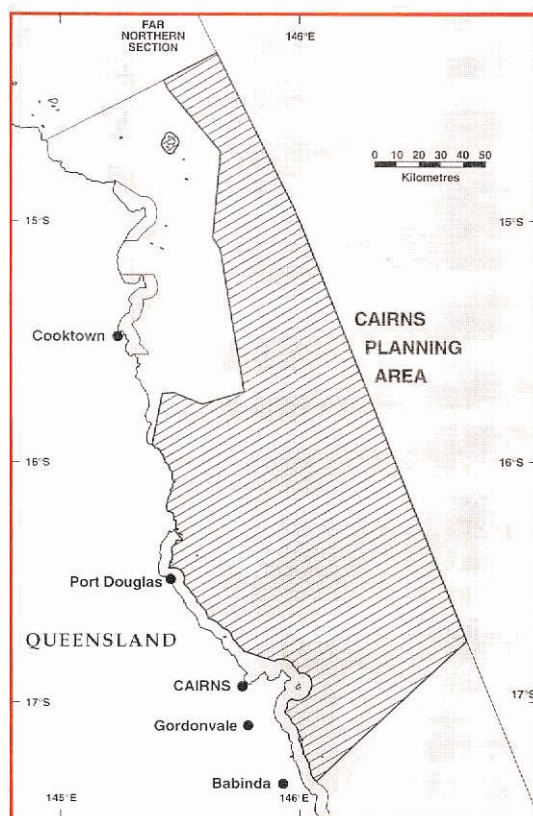 FAR
NORTHERN
SECTION
146°E
0 10 20 30 40 50
Kilometres
15°S
15°S
CAIRNS
PLANNING
AREA
Cooktown
16°S
16°S
Port Douglas
QUEENSLAND
CAIRNS
17°S
17°S
Gordonvale
Babinda
145°E
146°E